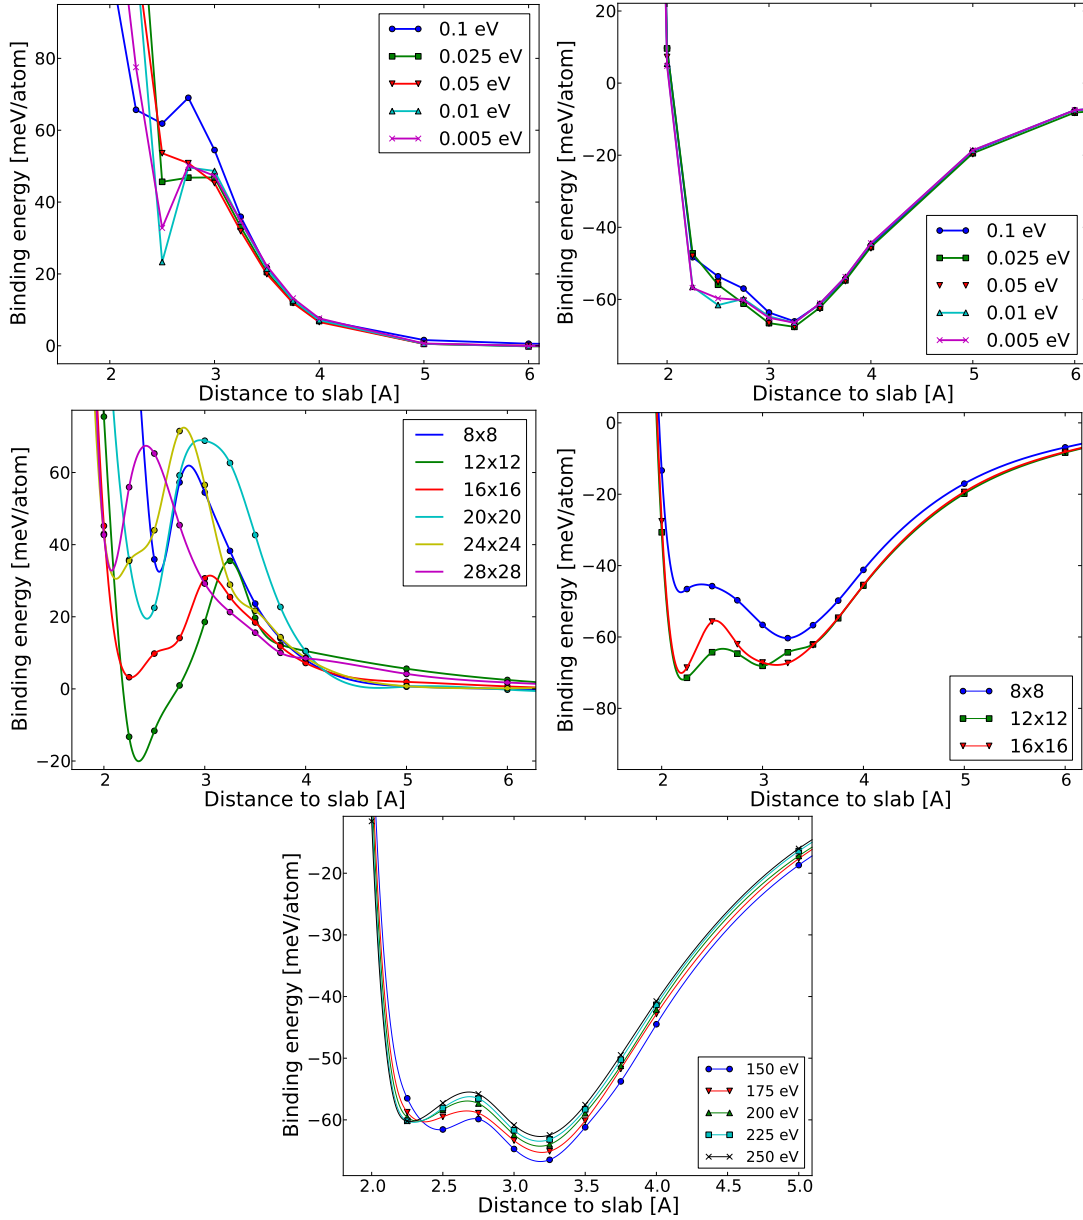 Binding energy [meV/atom]
80
60
40
20
0
2 3 4 5 6
Distance to slab [A]
0.1 eV
0.025 eV
0.05 eV
0.01 eV
0.005 eV
Binding energy [meV/atom]
20
0
−20
−40
−60
2 3 4 5 6
Distance to slab [A]
0.1 eV
0.025 eV
0.05 eV
0.01 eV
0.005 eV
Binding energy [meV/atom]
60
40
20
0
−20
2 3 4 5 6
Distance to slab [A]
8x8
12x12
16x16
20x20
24x24
28x28
Binding energy [meV/atom]
0
−20
−40
−60
−80
2 3 4 5 6
Distance to slab [A]
8x8
12x12
16x16
Binding energy [meV/atom]
−20
−30
−40
−50
−60
2.0 2.5 3.0 3.5 4.0 4.5 5.0
Distance to slab [A]
150 eV
175 eV
200 eV
225 eV
250 eV